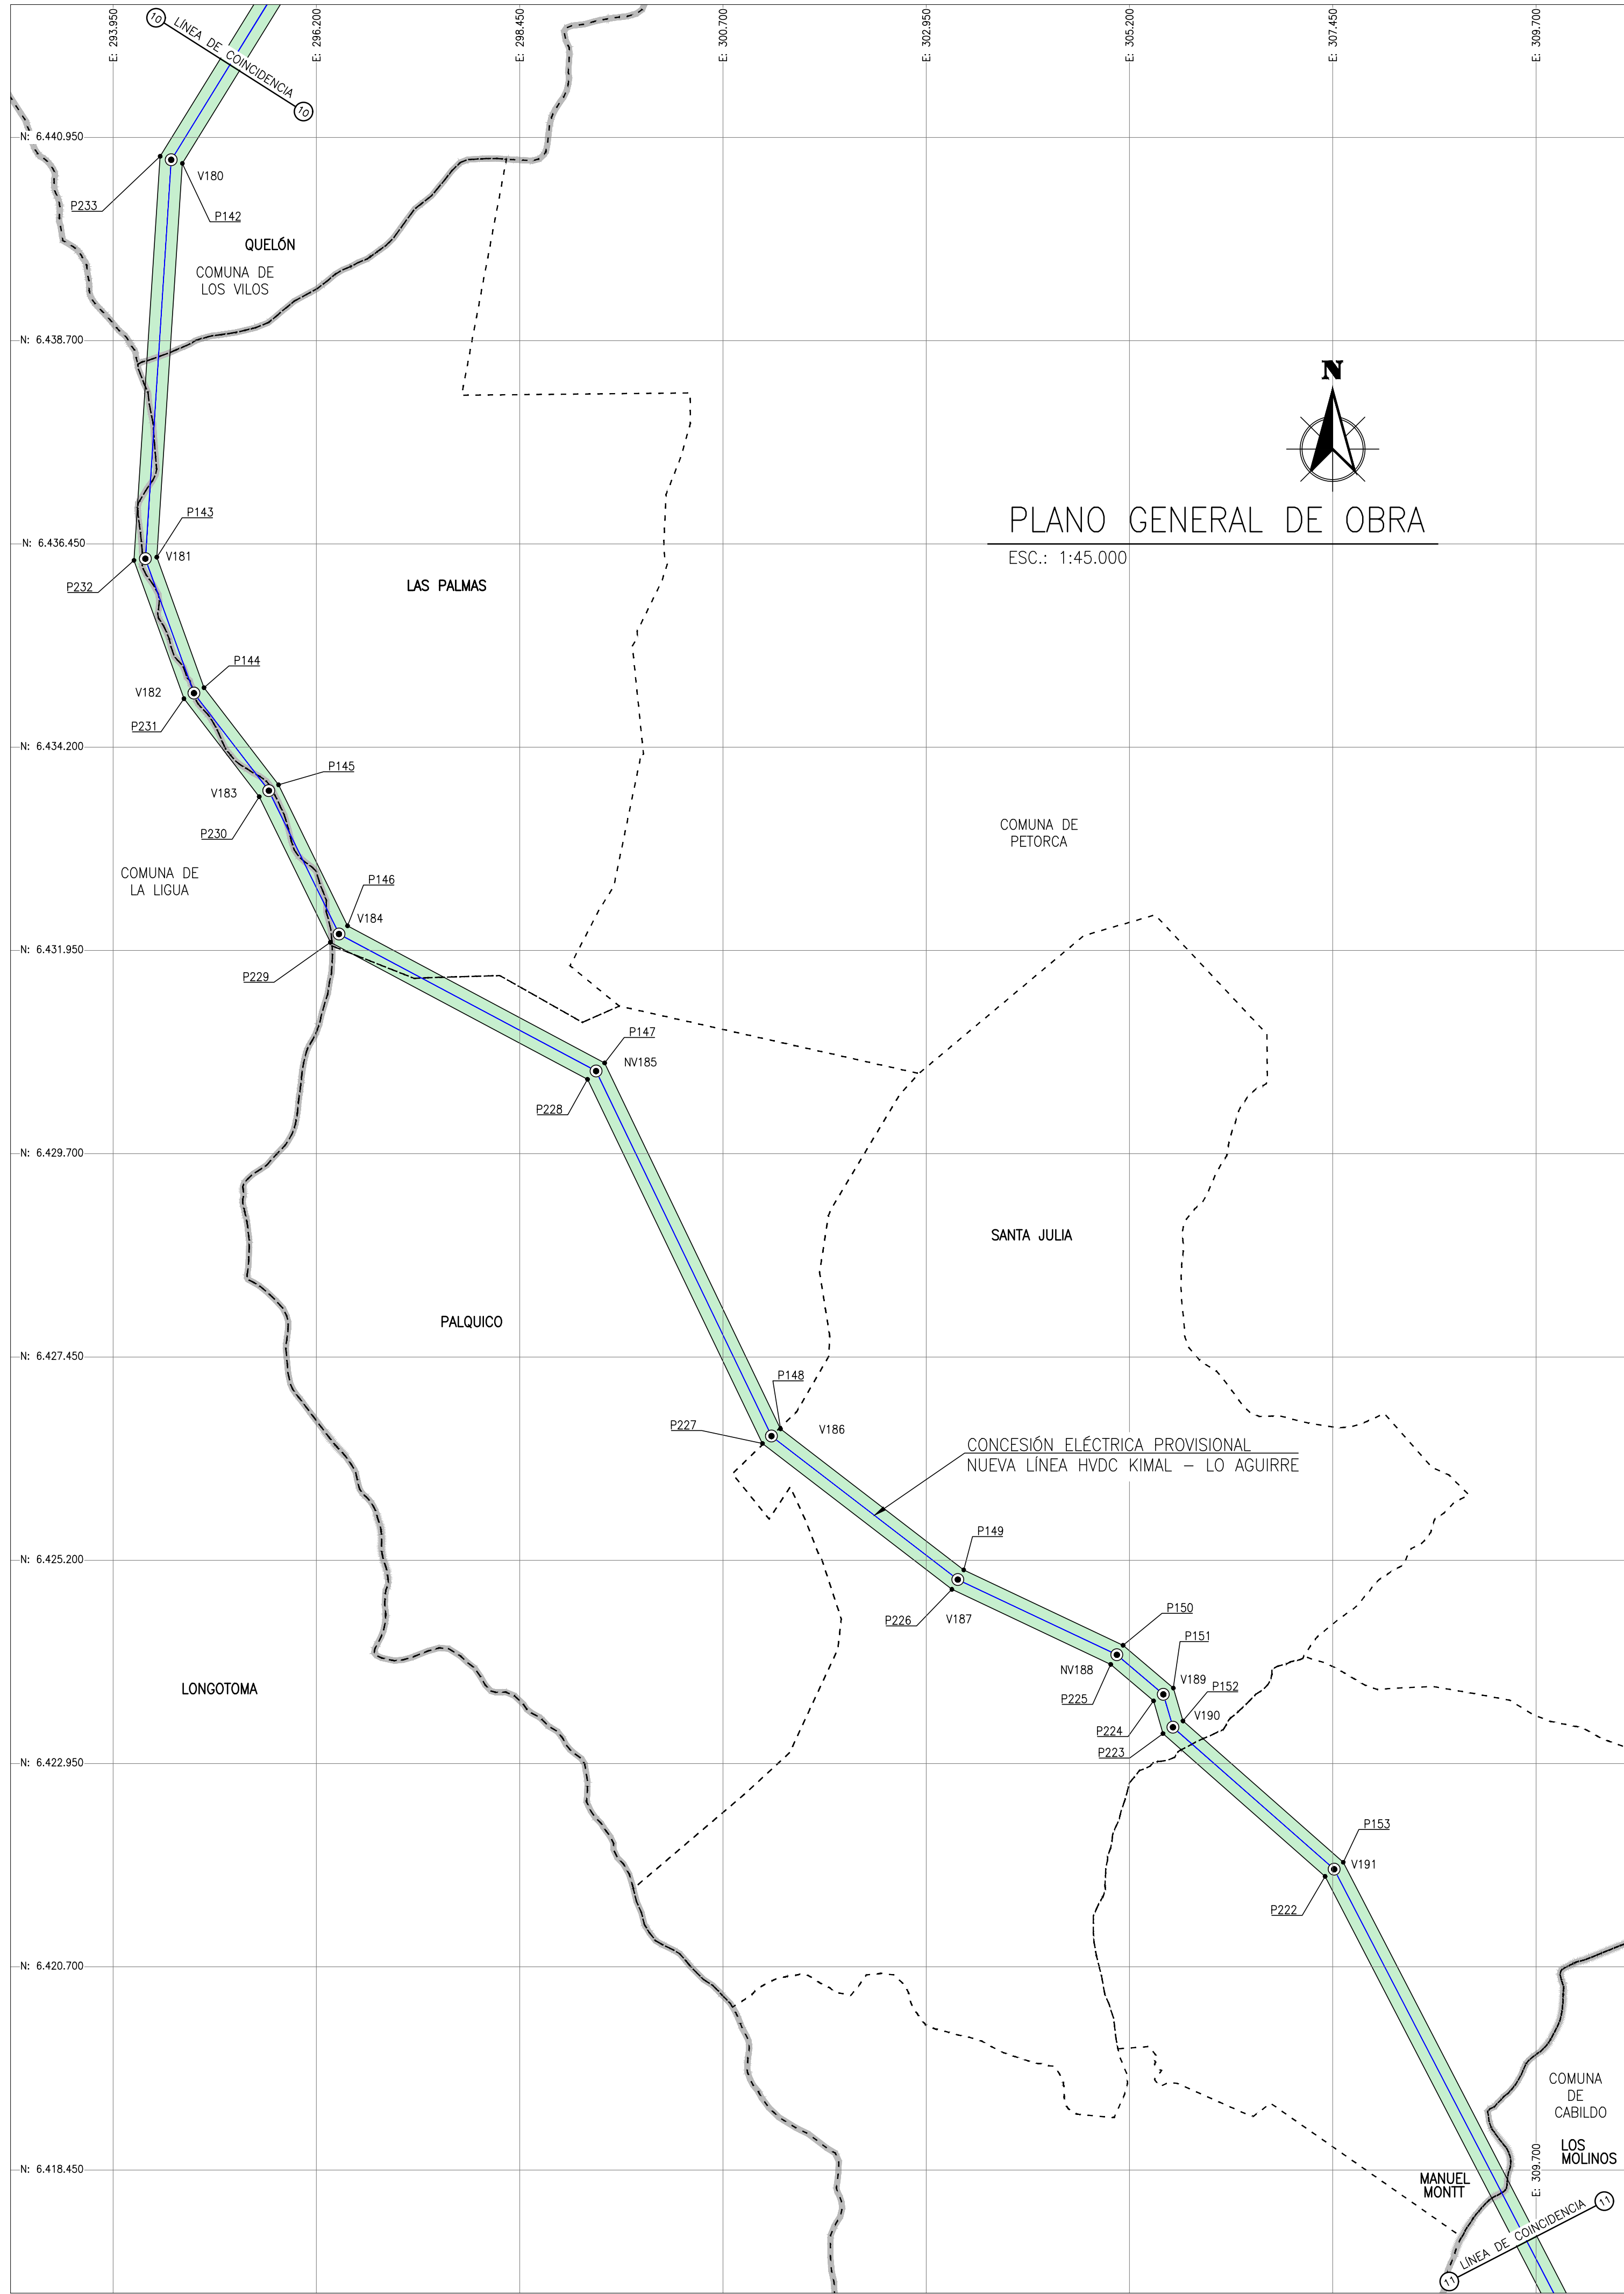 E: 293.950
E: 296.200
E: 298.450
E: 300.700
E: 302.950
E: 305.200
E: 307.450
E: 309.700
10
LÍNEA DE COINCIDENCIA
10
N: 6.440.950
V180
P233
P142
QUELÓN
COMUNA DE
LOS VILOS
N: 6.438.700
N
PLANO GENERAL DE OBRA
ESC.: 1:45.000
P143
N: 6.436.450
V181
P232
LAS PALMAS
P144
V182
P231
N: 6.434.200
P145
V183
P230
COMUNA DE
PETORCA
COMUNA DE
LA LIGUA
P146
V184
N: 6.431.950
P229
P147
NV185
P228
N: 6.429.700
SANTA JULIA
PALQUICO
N: 6.427.450
P148
P227
V186
CONCESIÓN ELÉCTRICA PROVISIONAL
NUEVA LÍNEA HVDC KIMAL – LO AGUIRRE
P149
N: 6.425.200
P226
V187
P150
P151
NV188
V189
P152
P225
LONGOTOMA
V190
P224
P223
N: 6.422.950
P153
V191
P222
N: 6.420.700
COMUNA
DE
CABILDO
LOS
MOLINOS
E: 309.700
N: 6.418.450
MANUEL
MONTT
11
LÍNEA DE COINCIDENCIA
11